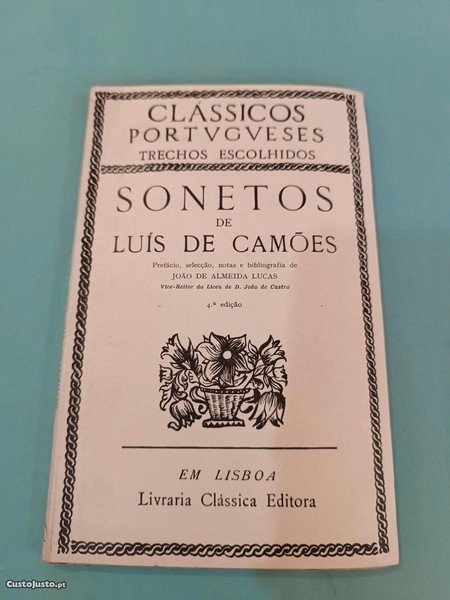 CLÁSSICOS
PORTVGVESES
TRECHOS ESCOLHIDOS
SONETOS
DE
LUÍS DE CAMÕES
Prefácio, selecção, notas e bibliografia de
JOÃO DE ALMEIDA LUCAS
Vice-Reitor do Liceu de D. João de Castro
4.ª edição
EM LISBOA
Livraria Clássica Editora
CustoJusto.pt